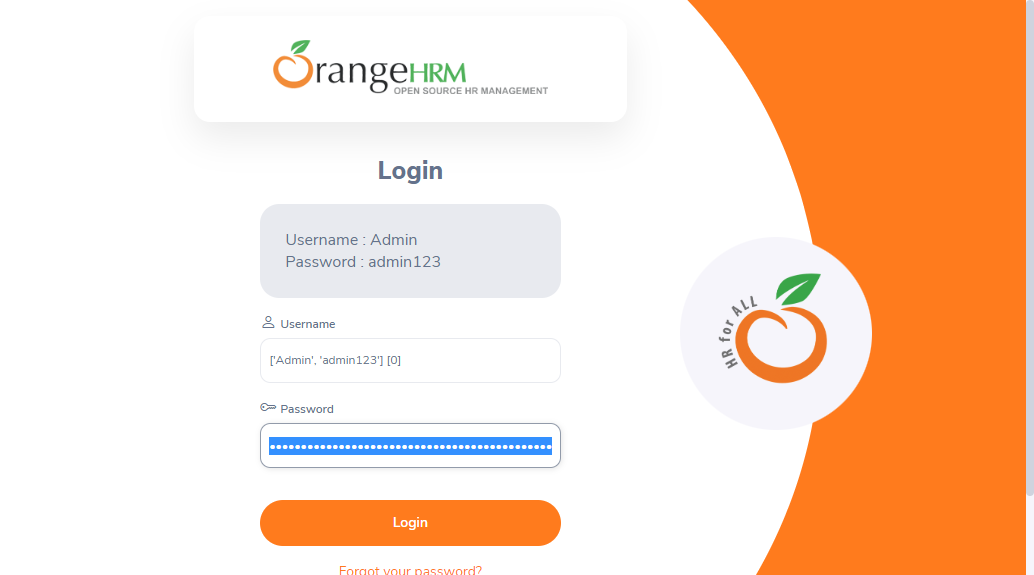 OrangeHRM
OPEN SOURCE HR MANAGEMENT
Login
Username : Admin
Password : admin123
Username
['Admin', 'admin123'] [0]
Password
Login
Forgot your password?
HR for ALL